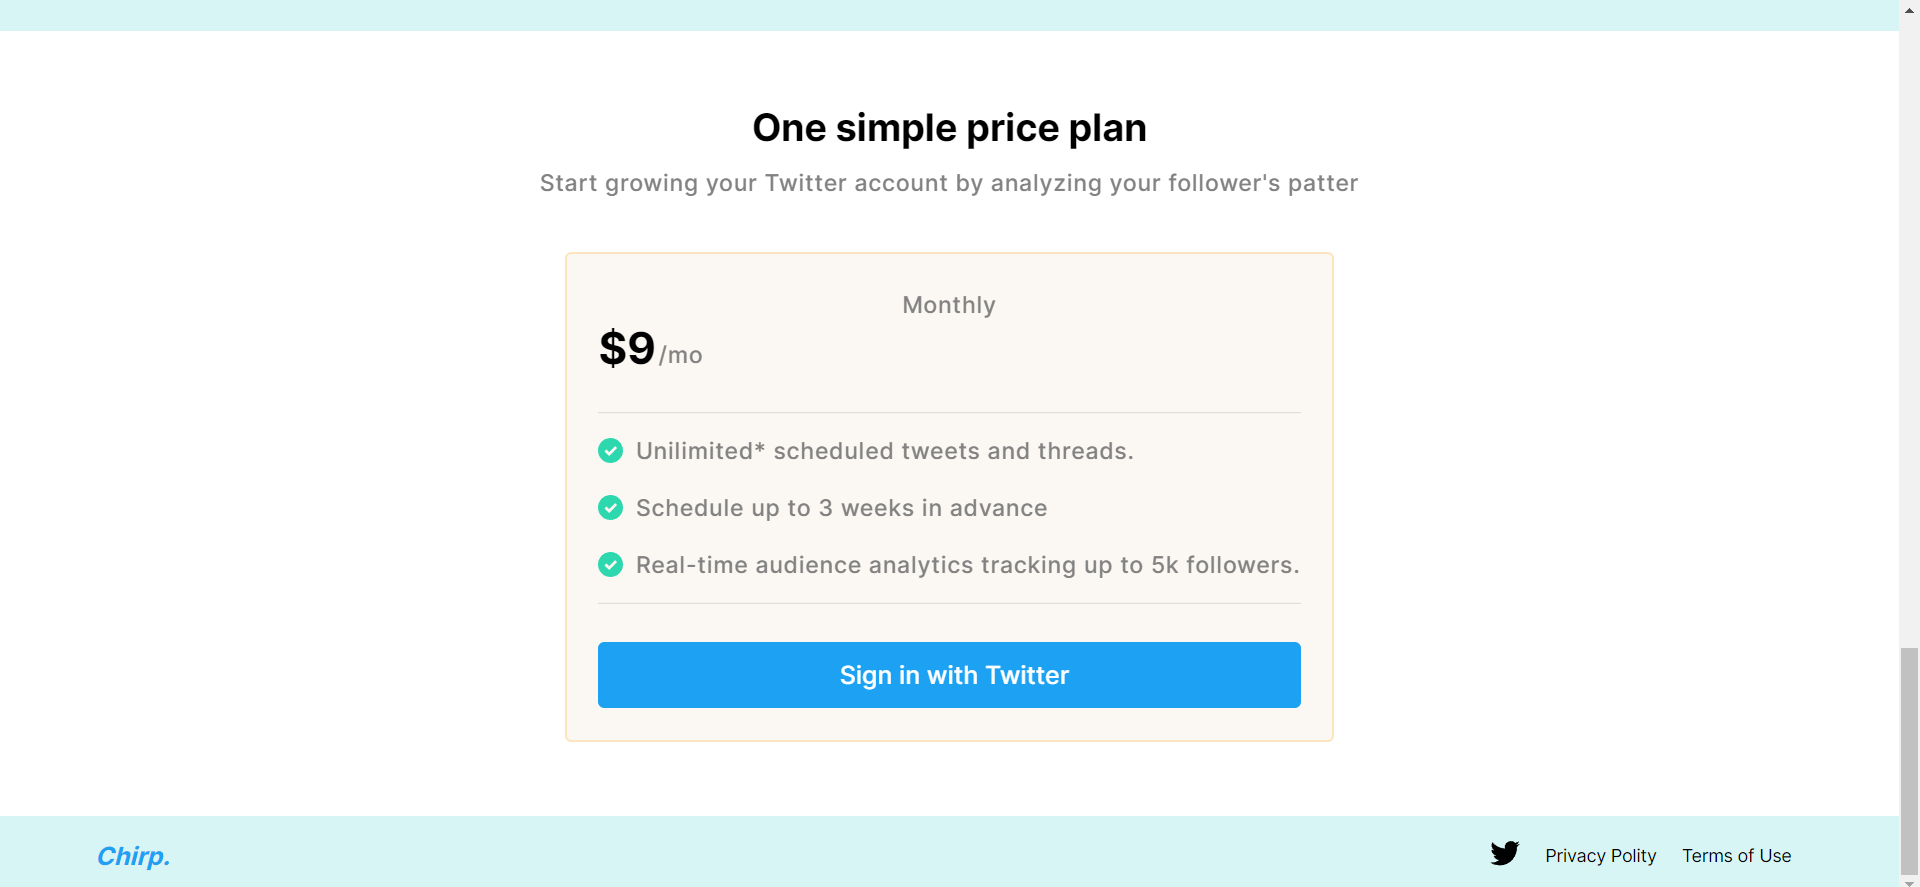 One simple price plan
Start growing your Twitter account by analyzing your follower's patter
Monthly
$9/mo
Unilimited* scheduled tweets and threads.
Schedule up to 3 weeks in advance
Real-time audience analytics tracking up to 5k followers.
Sign in with Twitter
Chirp.
Privacy Polity
Terms of Use